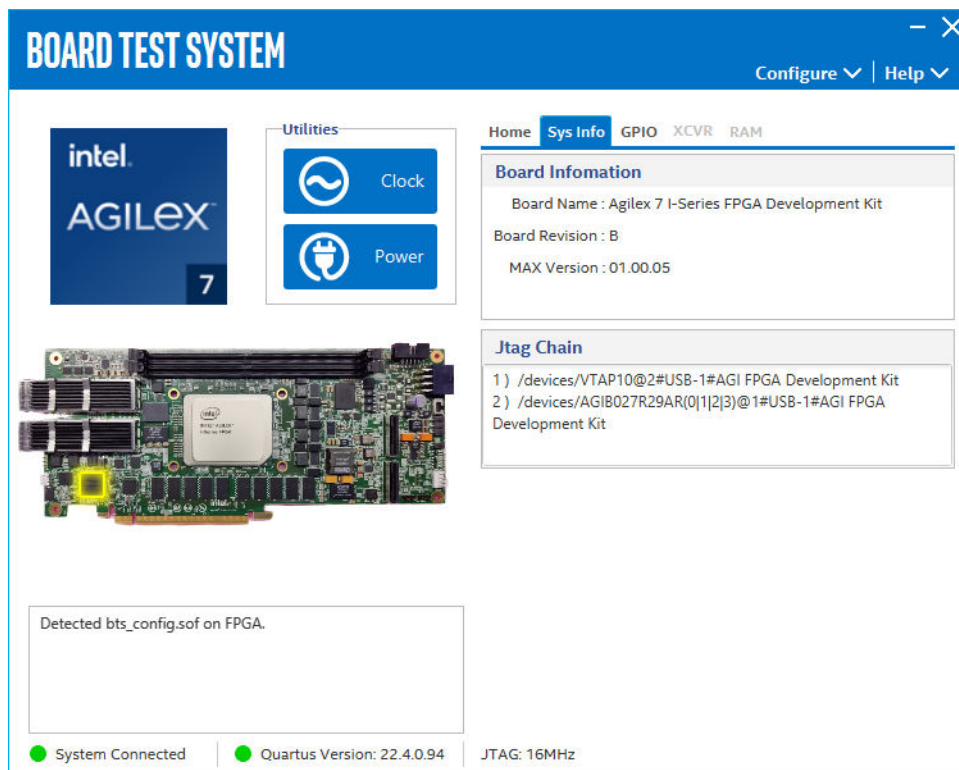 BOARD TEST SYSTEM
Configure
Help
intel.
AGILEX™
7
Utilities
Clock
Power
Home Sys Info GPIO XCVR RAM
Board Infomation
Board Name : Agilex 7 I-Series FPGA Development Kit
Board Revision : B
MAX Version : 01.00.05
Jtag Chain
1 ) /devices/VTAP10@2#USB-1#AGI FPGA Development Kit
2 ) /devices/AGIB027R29AR(0|1|2|3)@1#USB-1#AGI FPGA
Development Kit
intel
Detected bts_config.sof on FPGA.
System Connected
Quartus Version: 22.4.0.94
JTAG: 16MHz